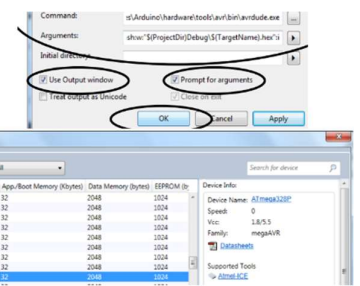 Command: s\Arduino\hardware\tools\avr\bin\avrdude.exe ...
Arguments: sh:w:"$(ProjectDir)Debug\$(TargetName).hex":i
Initial directory:
Use Output window Prompt for arguments
Treat output as Unicode Close on exit
OK Cancel Apply
8 Search for device
App./Boot Memory (Kbytes) Data Memory (bytes) EEPROM (b
32 2048 1024
32 2048 1024
32 2048 1024
32 2048 1024
32 2048 1024
32 2048 1024
32 2048 1024
Device Info:
Device Name: ATmega328P
Speed: 0
Vcc: 1.8/5.5
Family: megaAVR
Datasheets
Supported Tools
Atmel-ICE